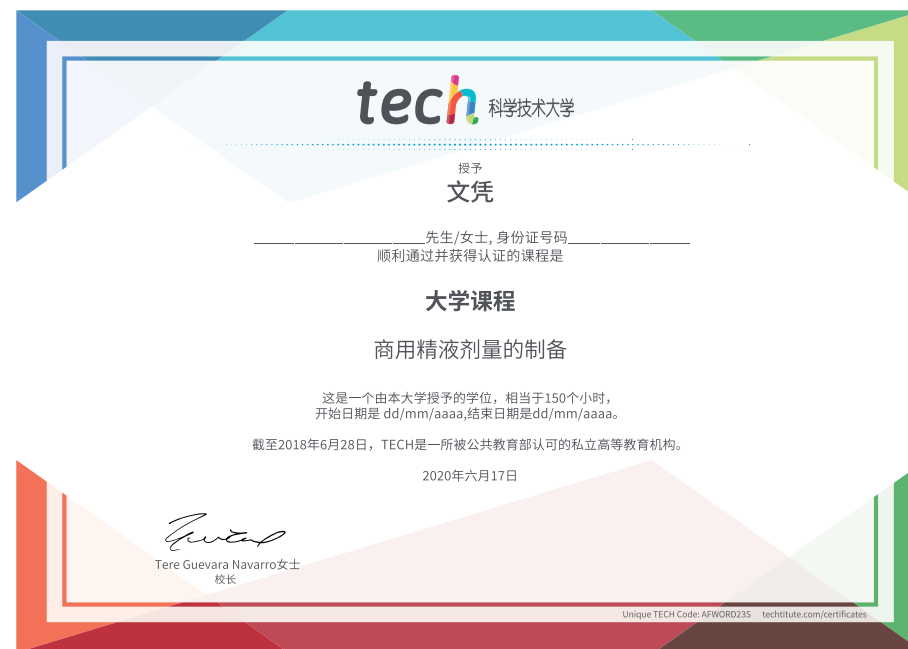 tech 科学技术大学
授予
文凭
先生/女士, 身份证号码
顺利通过并获得认证的课程是
大学课程
商用精液剂量的制备
这是一个由本大学授予的学位，相当于150个小时，
开始日期是 dd/mm/aaaa,结束日期是dd/mm/aaaa。
截至2018年6月28日，TECH是一所被公共教育部认可的私立高等教育机构。
2020年六月17日
Tere Guevara Navarro女士
校长
Unique TECH Code: AFWORD23S techtitute.com/certificates